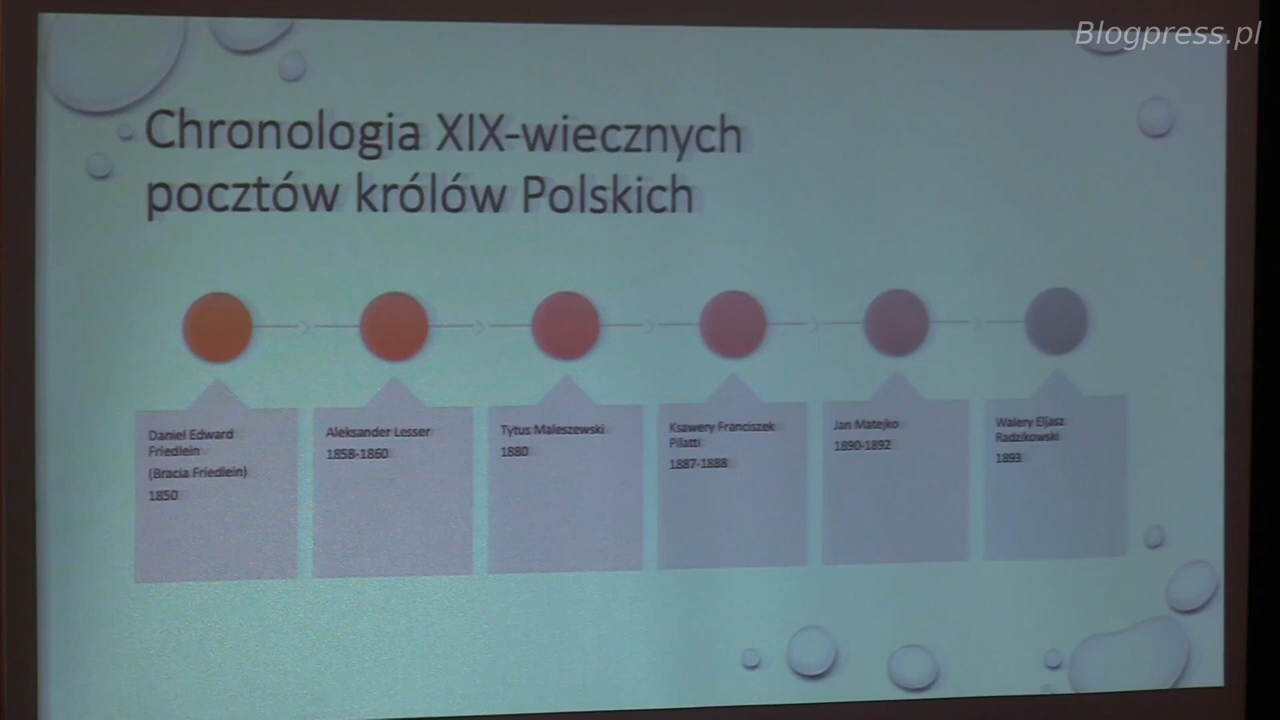 Blogpress.pl
Chronologia XIX-wiecznych
pocztów królów Polskich
Daniel Edward
Friedlein
(Bracia Friedlein)
1850
Aleksander Lesser
1858-1860
Tytus Maleszewski
1880
Ksawery Franciszek
Pilatti
1887-1888
Jan Matejko
1890-1892
Walery Eljasz
Radzikowski
1893